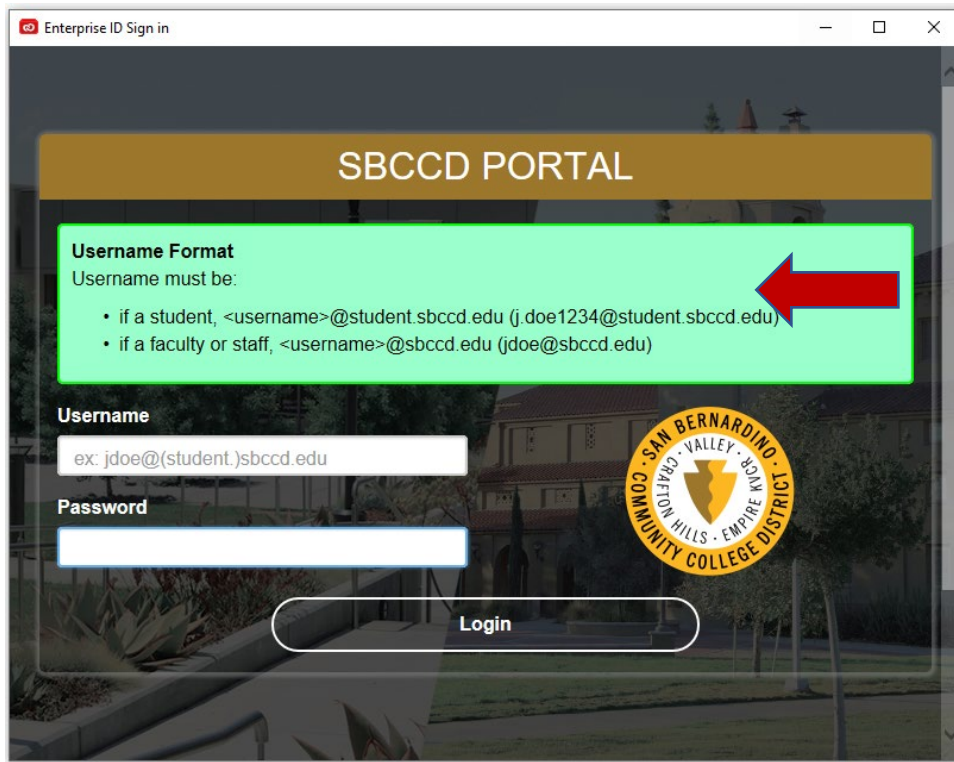 Enterprise ID Sign in
SBCCD PORTAL
Username Format
Username must be:
• if a student, <username>@student.sbccd.edu (j.doe1234@student.sbccd.edu)
• if a faculty or staff, <username>@sbccd.edu (jdoe@sbccd.edu)
Username
ex: jdoe@(student.)sbccd.edu
SAN BERNARDINO
COMMUNITY COLLEGE DISTRICT
VALLEY
CRAFTON HILLS
EMPIRE KVCR
Password
Login